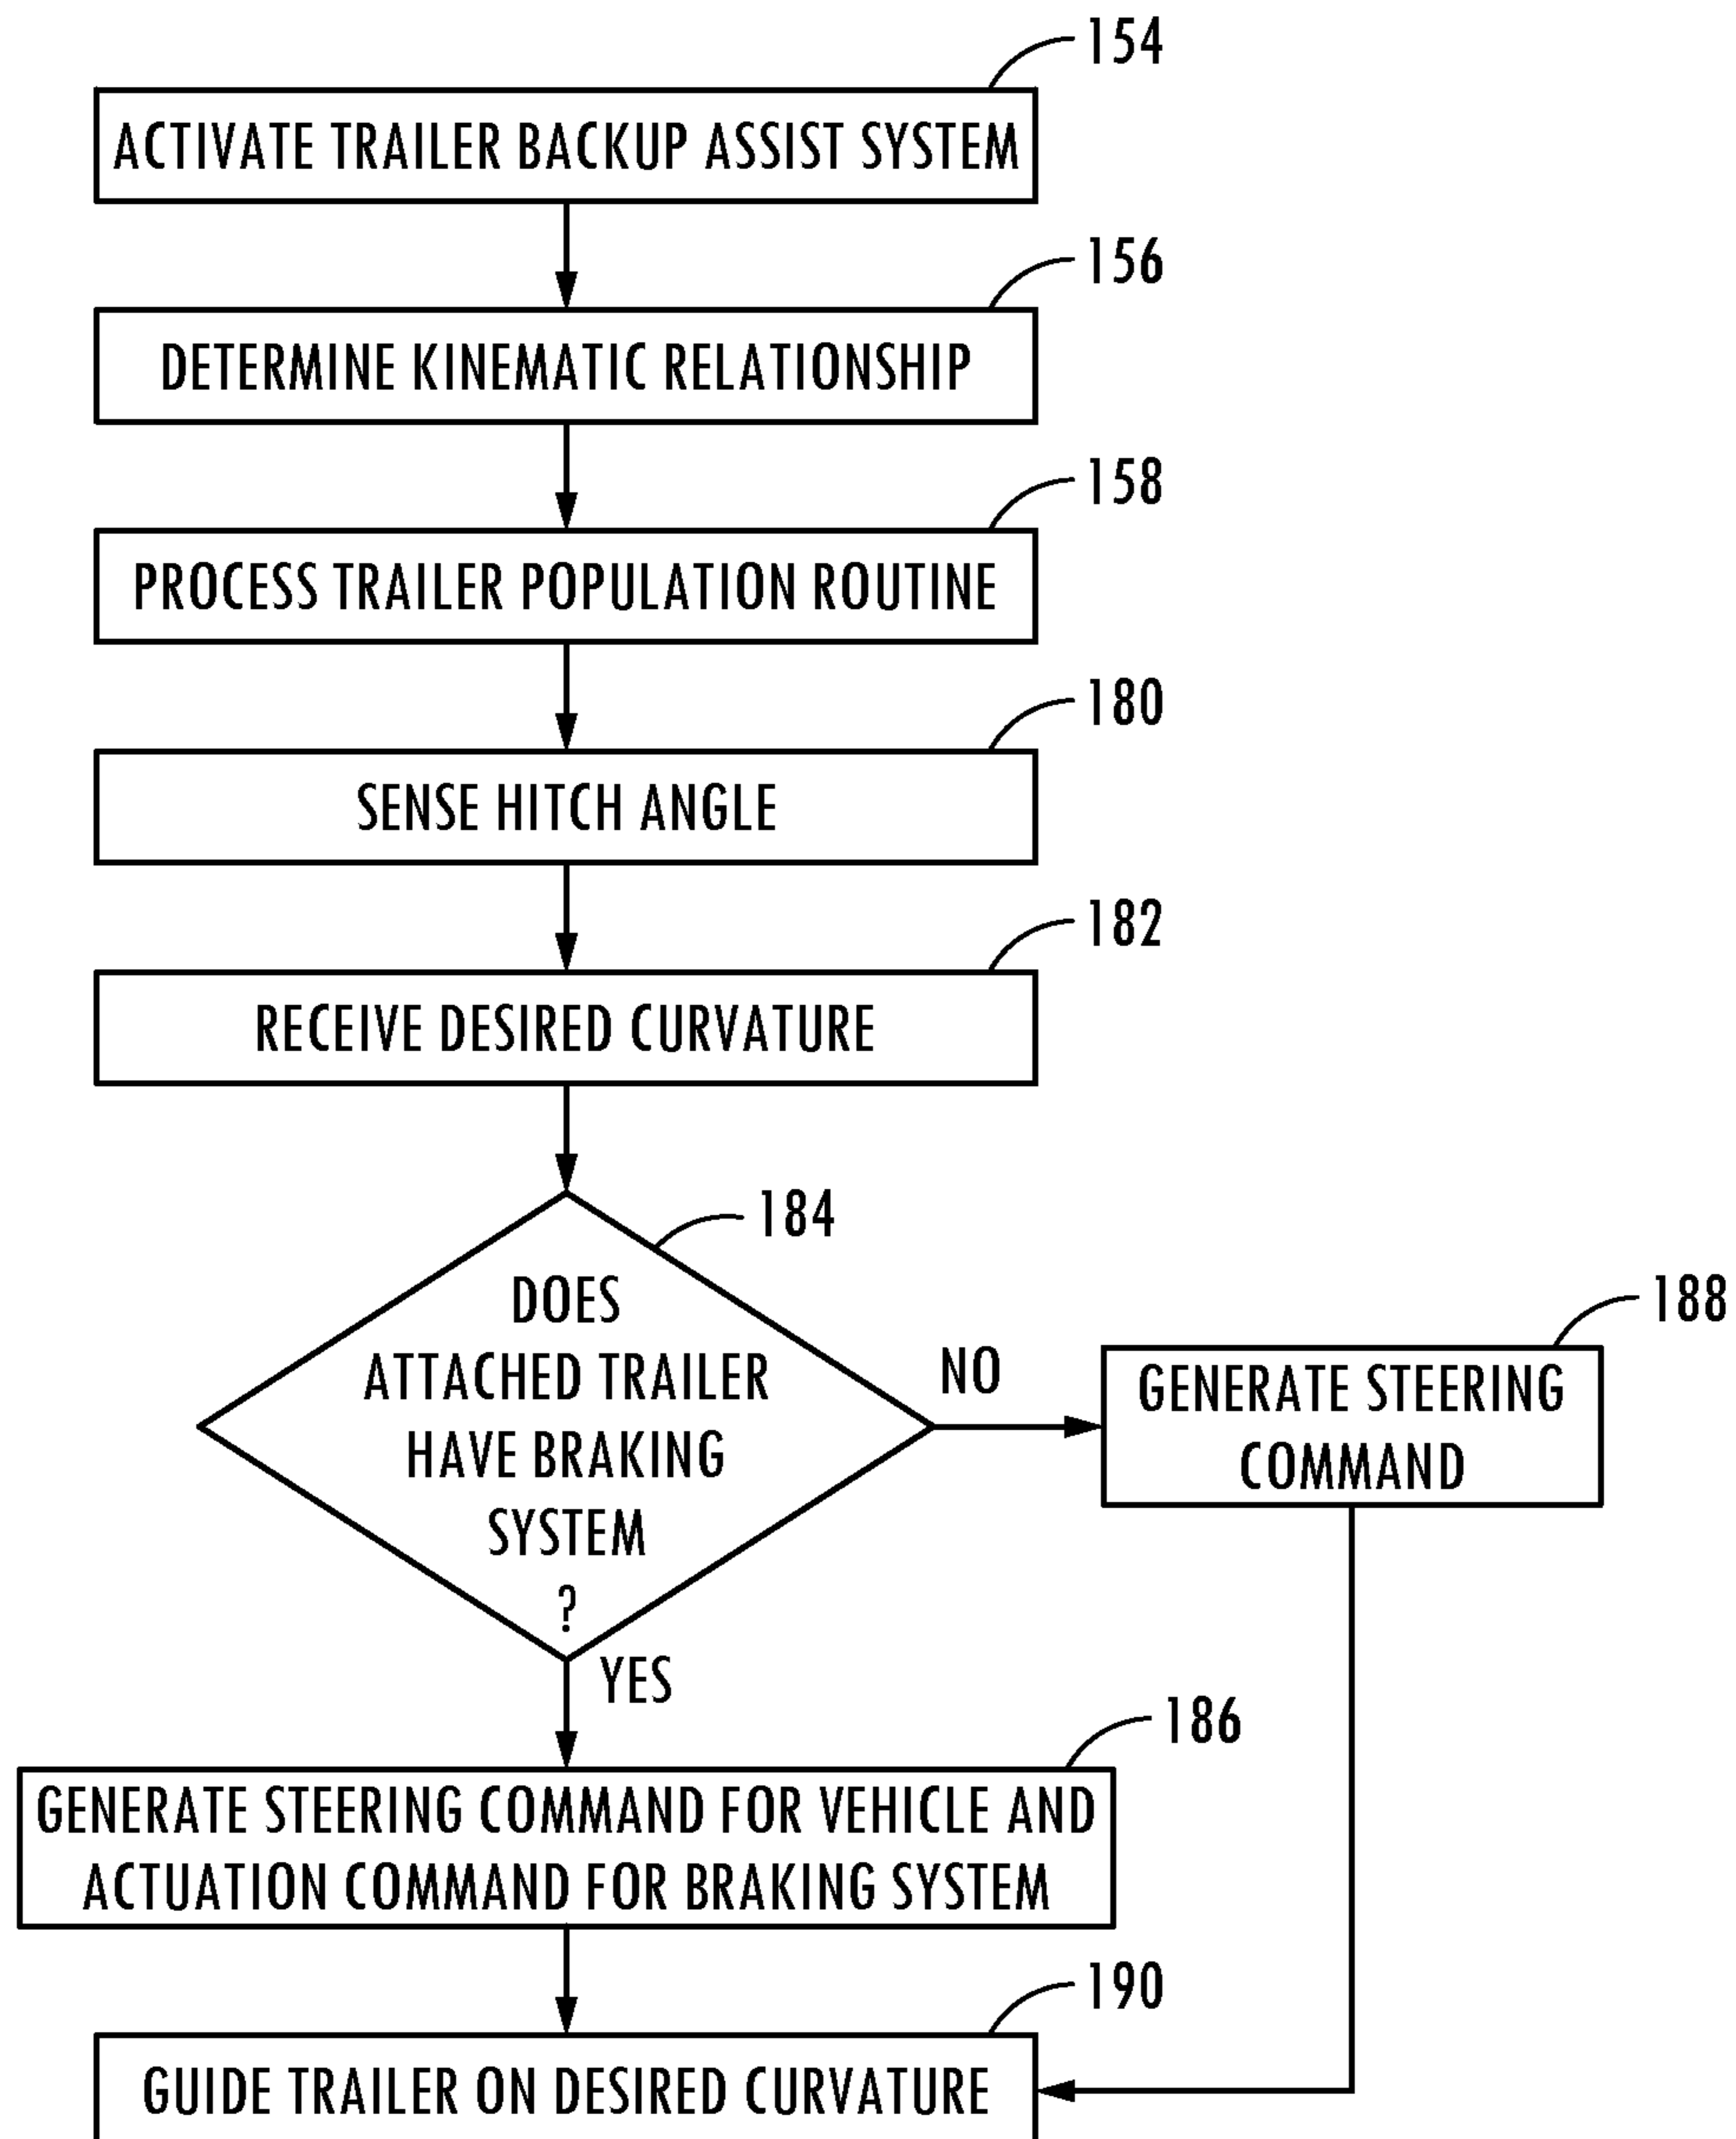 154
ACTIVATE TRAILER BACKUP ASSIST SYSTEM
156
DETERMINE KINEMATIC RELATIONSHIP
158
PROCESS TRAILER POPULATION ROUTINE
180
SENSE HITCH ANGLE
182
RECEIVE DESIRED CURVATURE
184
DOES
ATTACHED TRAILER
HAVE BRAKING
SYSTEM
?
NO
188
GENERATE STEERING
COMMAND
YES
186
GENERATE STEERING COMMAND FOR VEHICLE AND
ACTUATION COMMAND FOR BRAKING SYSTEM
190
GUIDE TRAILER ON DESIRED CURVATURE